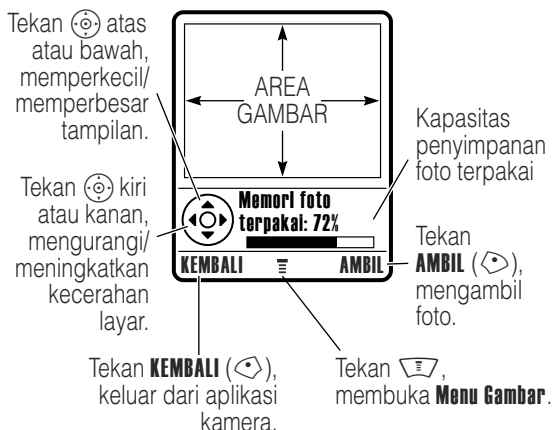 Tekan atas
atau bawah,
memperkecil/
memperbesar
tampilan.
AREA
GAMBAR
Kapasitas
penyimpanan
foto terpakai
Tekan kiri
atau kanan,
mengurangi/
meningkatkan
kecerahan
layar.
Memori foto
terpakai: 72%
KEMBALI AMBIL
Tekan
AMBIL ( ),
mengambil
foto.
Tekan KEMBALI ( ),
keluar dari aplikasi
kamera.
Tekan ,
membuka Menu Gambar.